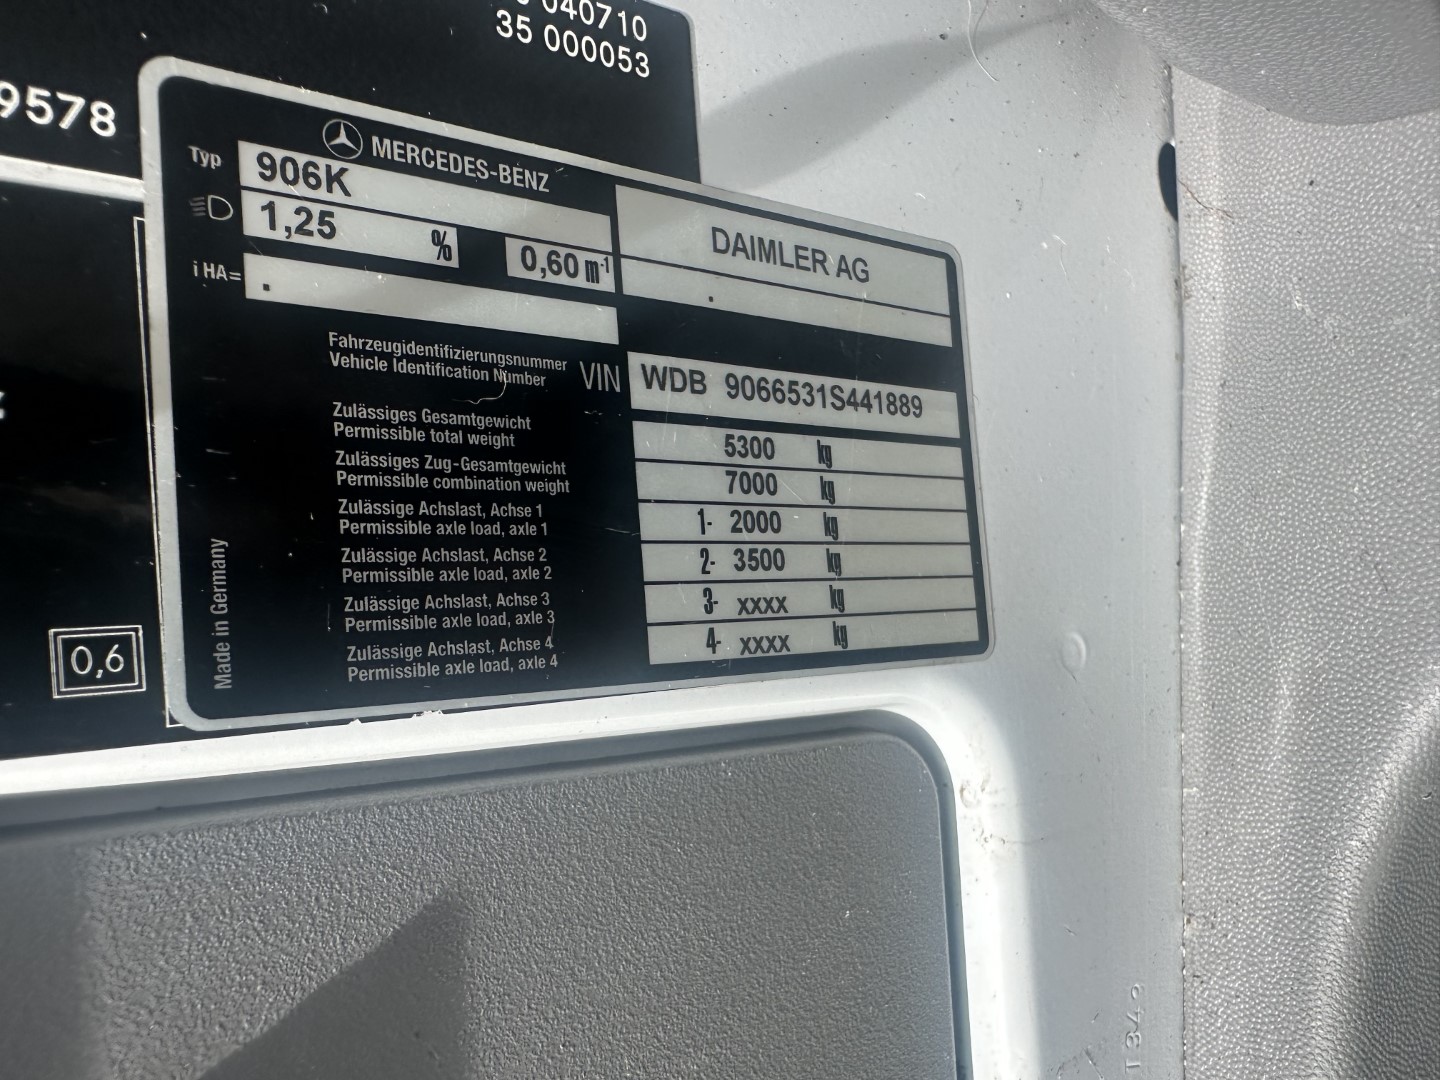 040710
35 000053
9578
MERCEDES-BENZ
Typ 906K
1,25 % 0,60 m-1
DAIMLER AG
i HA= .
.
Fahrzeugidentifizierungsnummer
Vehicle Identification Number
VIN WDB 9066531S441889
Zulässiges Gesamtgewicht
Permissible total weight
5300 kg
Zulässiges Zug-Gesamtgewicht
Permissible combination weight
7000 kg
Zulässige Achslast, Achse 1
Permissible axle load, axle 1
1- 2000 kg
Zulässige Achslast, Achse 2
Permissible axle load, axle 2
2- 3500 kg
Zulässige Achslast, Achse 3
Permissible axle load, axle 3
3- XXXX kg
Zulässige Achslast, Achse 4
Permissible axle load, axle 4
4- XXXX kg
Made in Germany
0,6